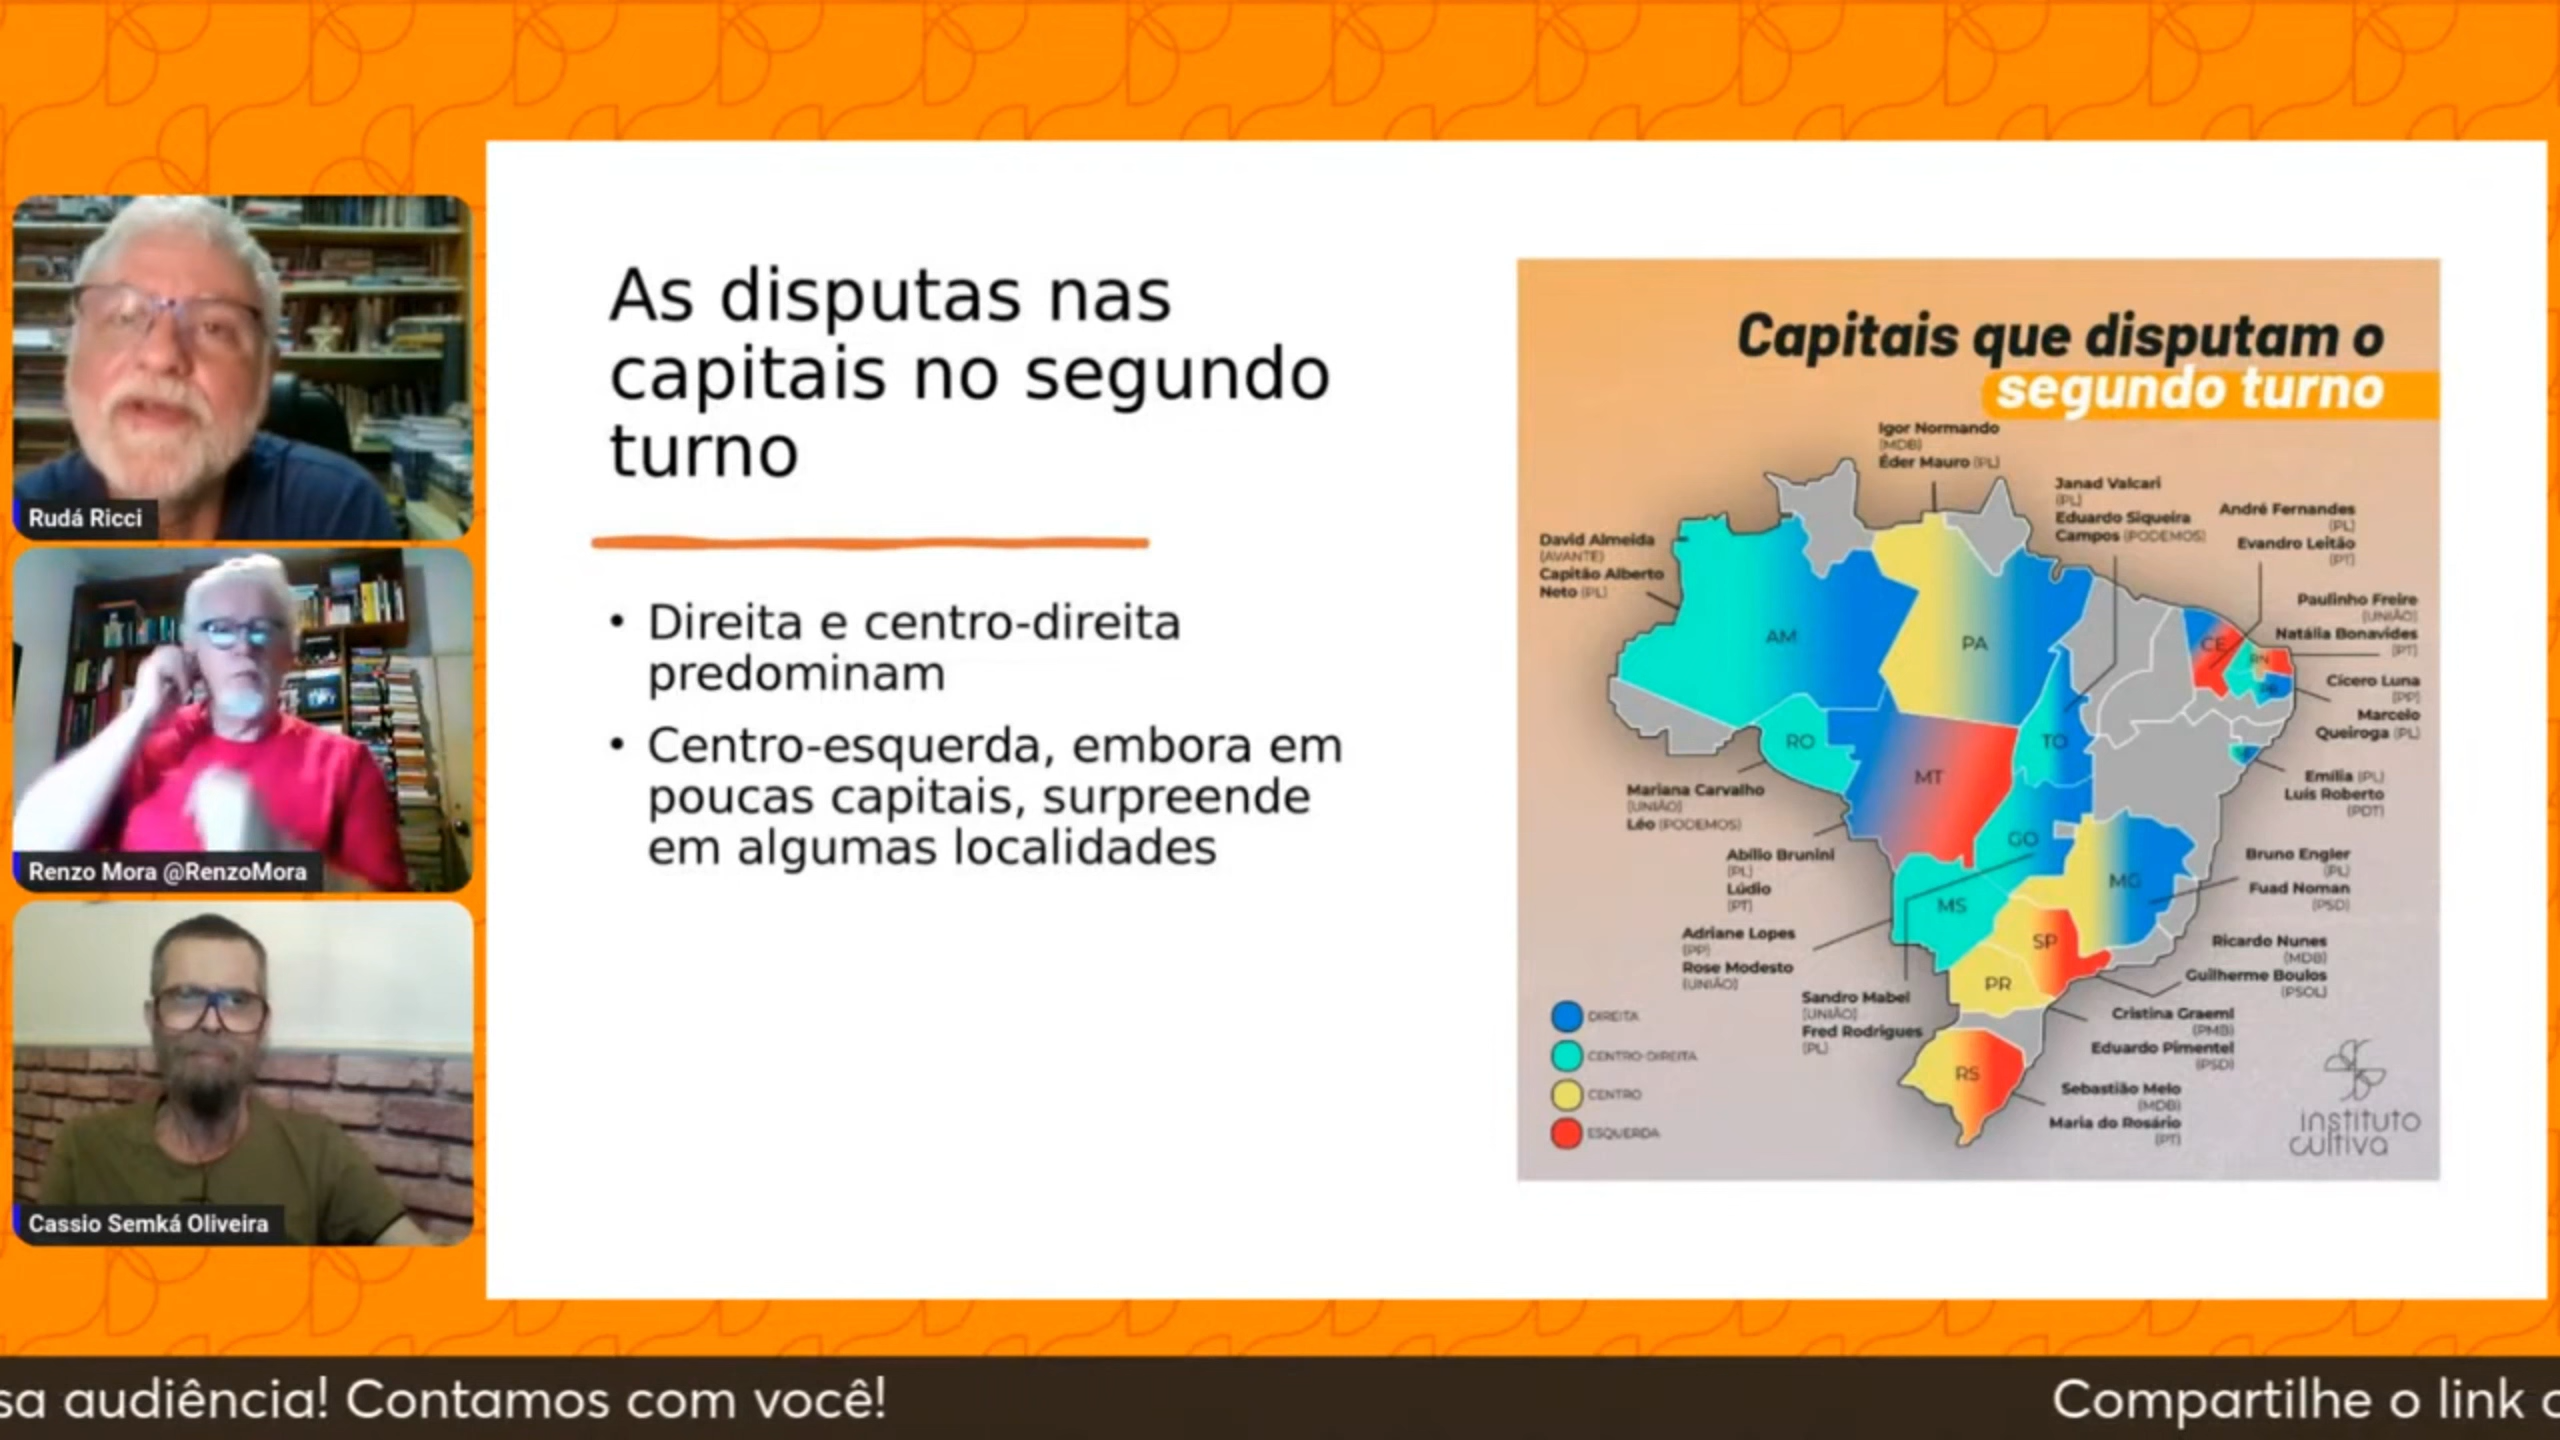 As disputas nas
capitais no segundo
turno
• Direita e centro-direita
predominam
• Centro-esquerda, embora em
poucas capitais, surpreende
em algumas localidades
Capitais que disputam o
segundo turno
Igor Normando
(MDB)
Éder Mauro (PL)
Janad Valcari
(PL)
Eduardo Siqueira
Campos (PODEMOS)
André Fernandes
(PL)
Evandro Leitão
(PT)
David Almeida
(AVANTE)
Capitão Alberto
Neto (PL)
Paulinho Freire
(UNIÃO)
Natália Bonavides
(PT)
Cícero Luna
(PP)
Marcelo
Queiroga (PL)
Emília (PL)
Luís Roberto
(PDT)
Mariana Carvalho
(UNIÃO)
Léo (PODEMOS)
Abílio Brunini
(PL)
Lúdio
(PT)
Bruno Engler
(PL)
Fuad Noman
(PSD)
Adriane Lopes
(PP)
Rose Modesto
(UNIÃO)
Ricardo Nunes
(MDB)
Guilherme Boulos
(PSOL)
Sandro Mabel
(UNIÃO)
Fred Rodrigues
(PL)
Cristina Graeml
(PMB)
Eduardo Pimentel
(PSD)
Sebastião Melo
(MDB)
Maria do Rosário
(PT)
AM
PA
CE
RN
PB
RO
MT
TO
GO
MG
MS
SP
PR
RS
DIREITA
CENTRO-DIREITA
CENTRO
ESQUERDA
instituto
cultiva
Rudá Ricci
Renzo Mora @RenzoMora
Cassio Semká Oliveira
sa audiência! Contamos com você!
Compartilhe o link